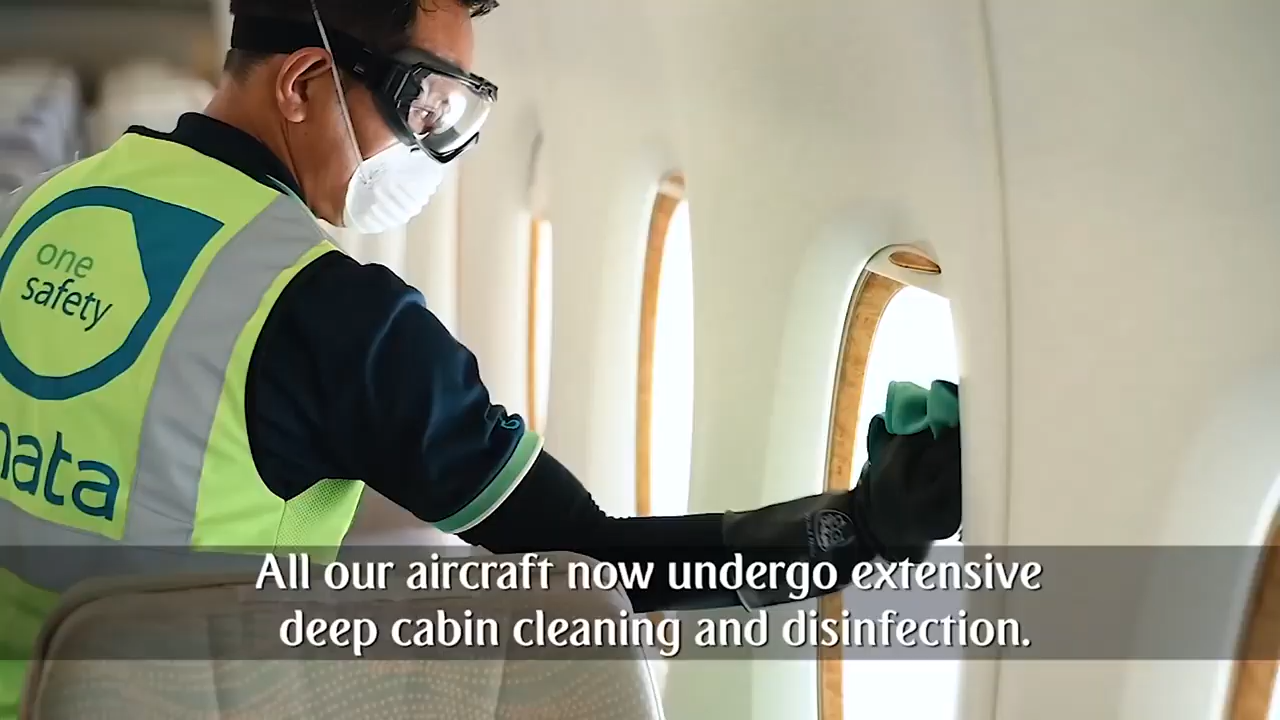 one
safety
nata
All our aircraft now undergo extensive
deep cabin cleaning and disinfection.